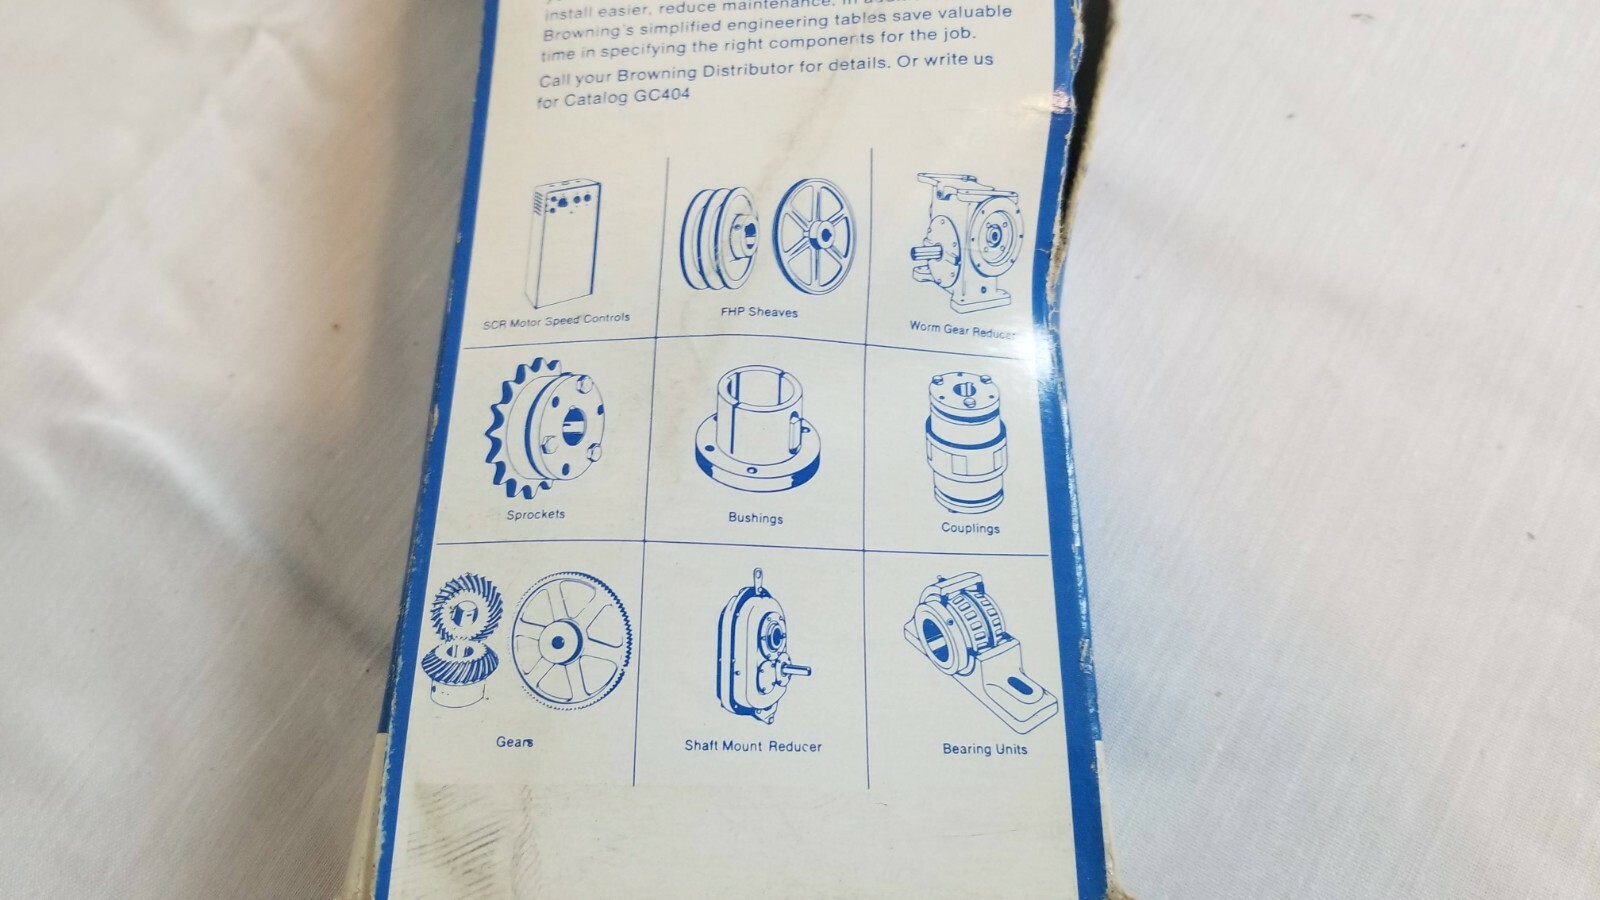 install easier, reduce maintenance. In
Browning's simplified engineering tables save valuable
time in specifying the right components for the job.
Call your Browning Distributor for details. Or write us
for Catalog GC404
SCR Motor Speed Controls
FHP Sheaves
Worm Gear Reducer
Sprockets
Bushings
Couplings
Gears
Shaft Mount Reducer
Bearing Units